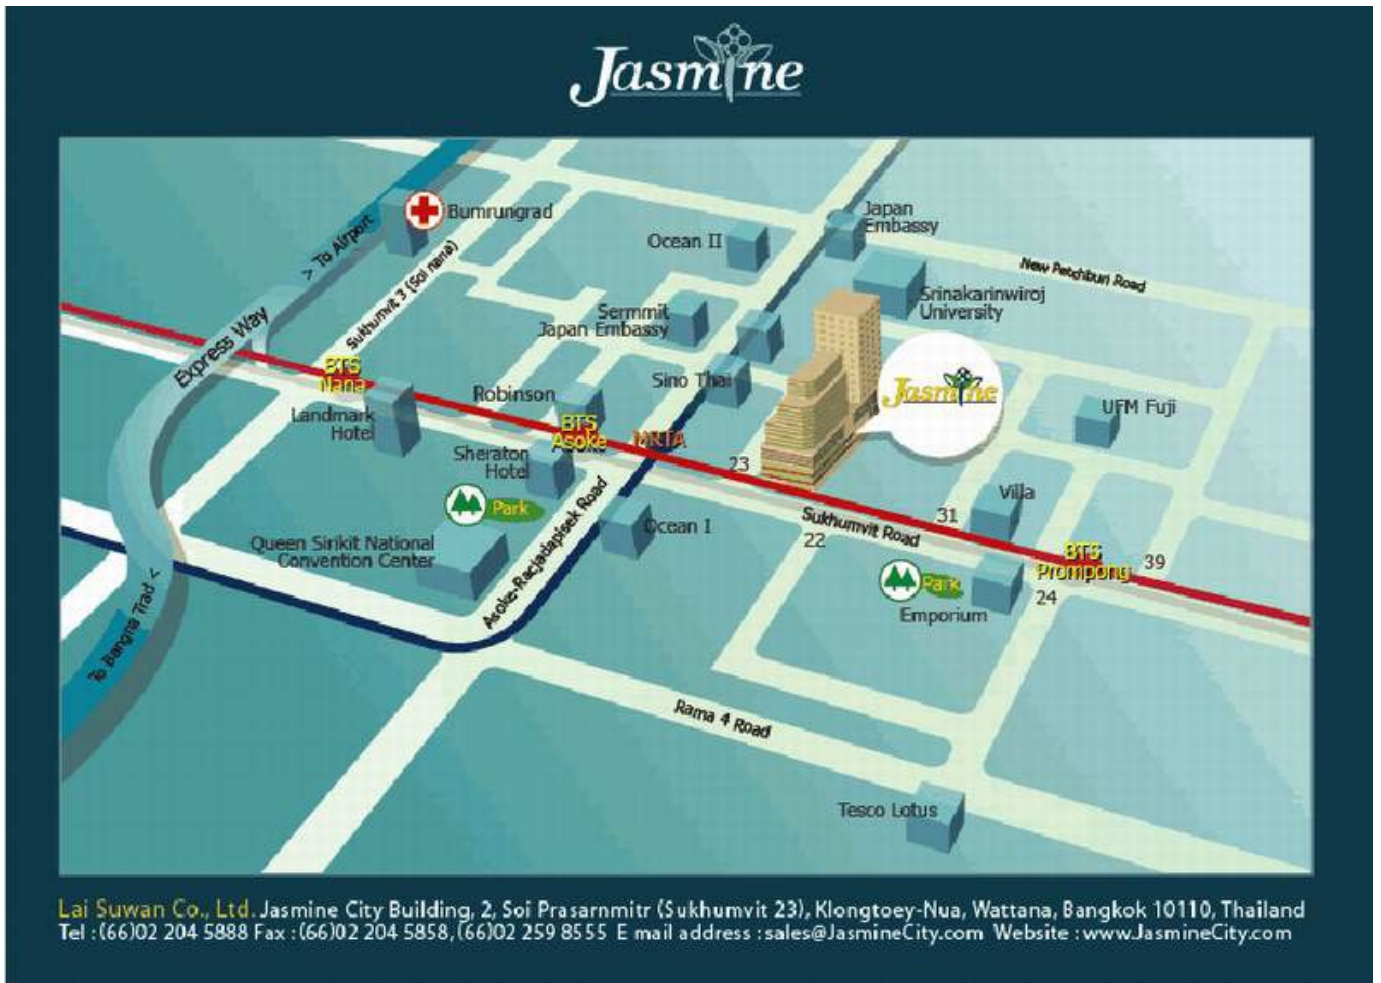 Jasmine
Bumrungrad
> To Airport
Sukhumvit 3 (Soi nana)
Express Way
Ocean II
Japan
Embassy
New Petchburi Road
Srinakarinwiroj
University
Sermmit
Japan Embassy
Sino Thai
Jasmine
UFM Fuji
BTS
Nana
Landmark
Hotel
Robinson
BTS
Asoke
Asoke
MRTA
Sheraton
Hotel
23
Park
Villa
31
Sukhumvit Road
22
Ocean I
Asoke-Racjadapisek Road
Queen Sirikit National
Convention Center
BTS
Prompong
39
24
Park
Emporium
To Bangna Trad <
Rama 4 Road
Tesco Lotus
Lai Suwan Co., Ltd. Jasmine City Building, 2, Soi Prasarnmitr (Sukhumvit 23), Klongtoey-Nua, Wattana, Bangkok 10110, Thailand
Tel :(66)02 204 5888 Fax :(66)02 204 5858, (66)02 259 8555 E mail address :sales@JasmineCity.com Website :www.JasmineCity.com